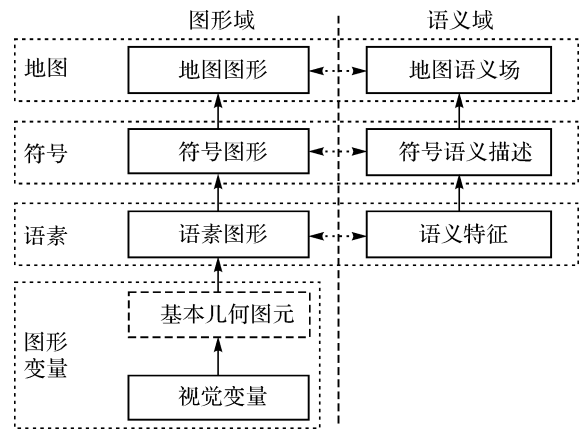 图形域
语义域
地图
地图图形
地图语义场
符号
符号图形
符号语义描述
语素
语素图形
语义特征
基本几何图元
图形
变量
视觉变量